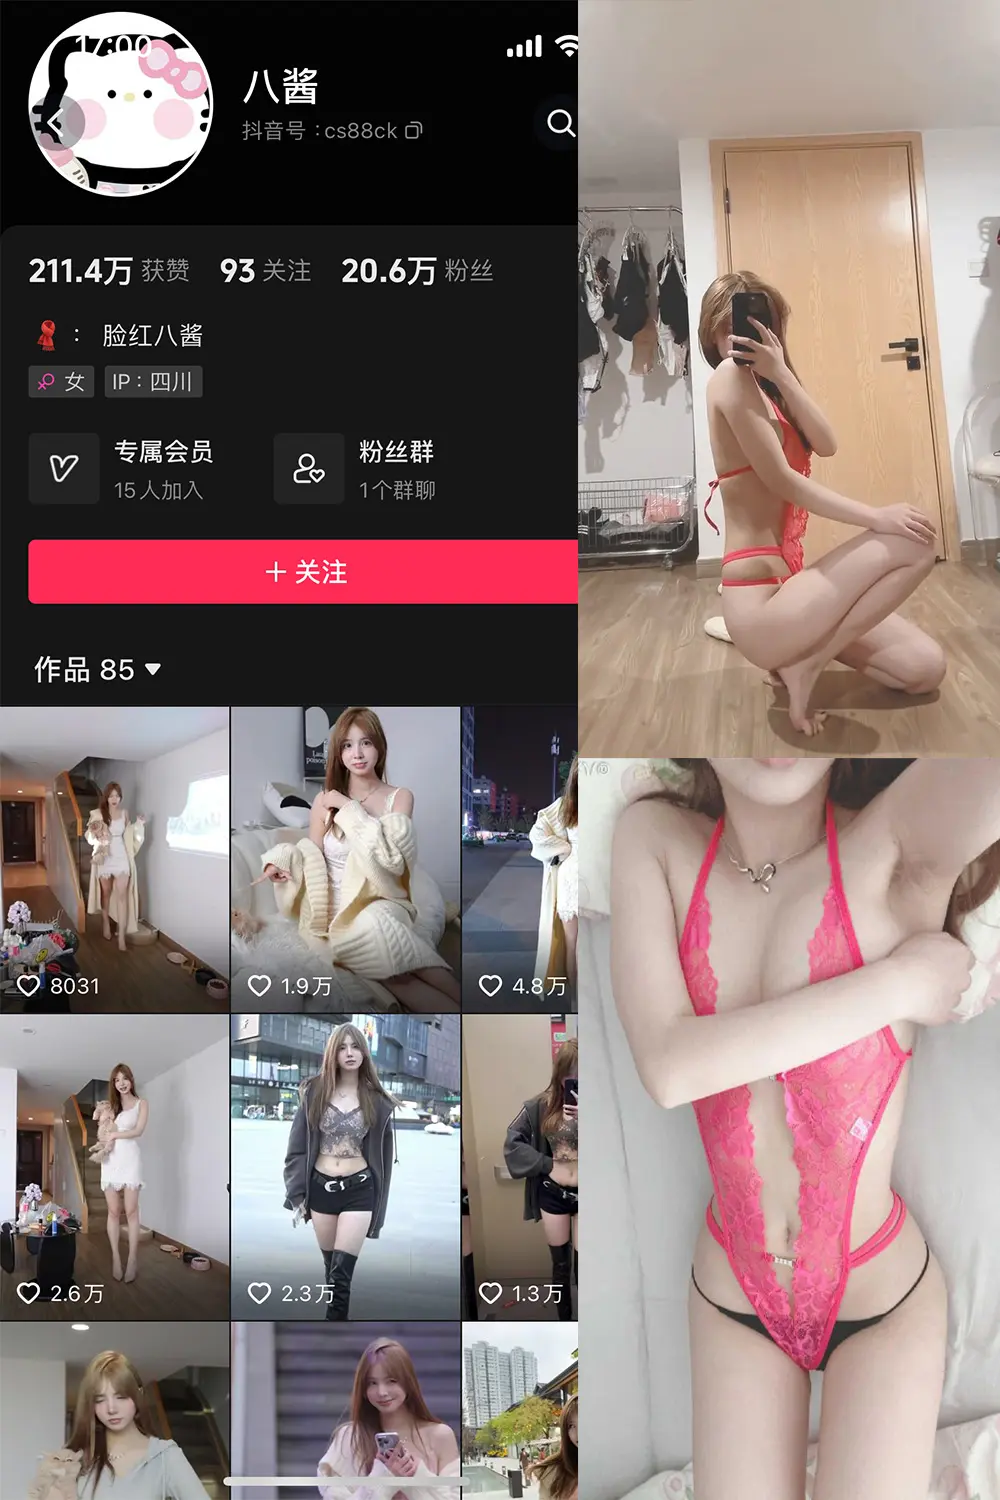 17:00
八酱
抖音号：cs88ck
211.4万 获赞 93 关注 20.6万 粉丝
： 脸红八酱
女 IP：四川
专属会员
15人加入
粉丝群
1个群聊
+ 关注
作品 85
8031
1.9万
4.8万
2.6万
2.3万
1.3万